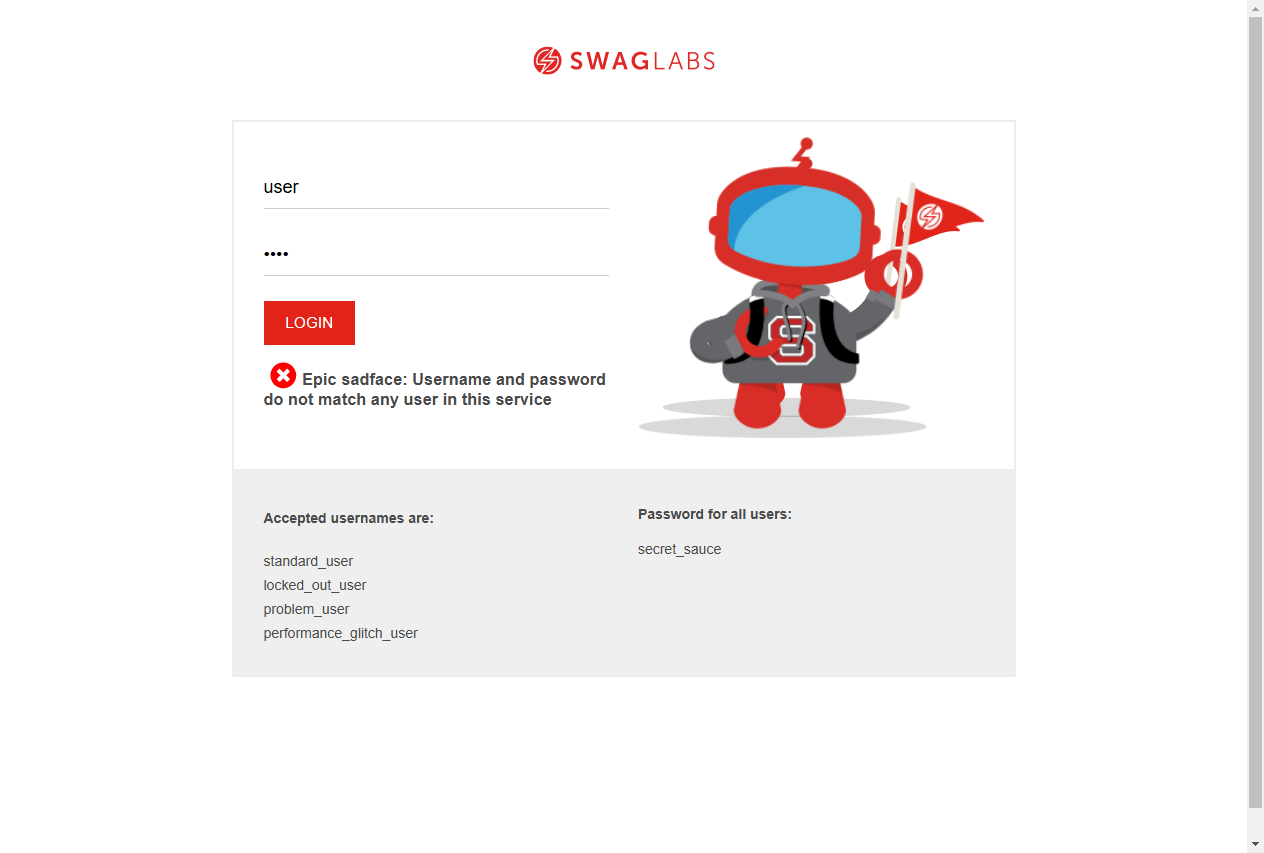 SWAGLABS
user
••••
LOGIN
Epic sadface: Username and password
do not match any user in this service
S
Accepted usernames are:
standard_user
locked_out_user
problem_user
performance_glitch_user
Password for all users:
secret_sauce